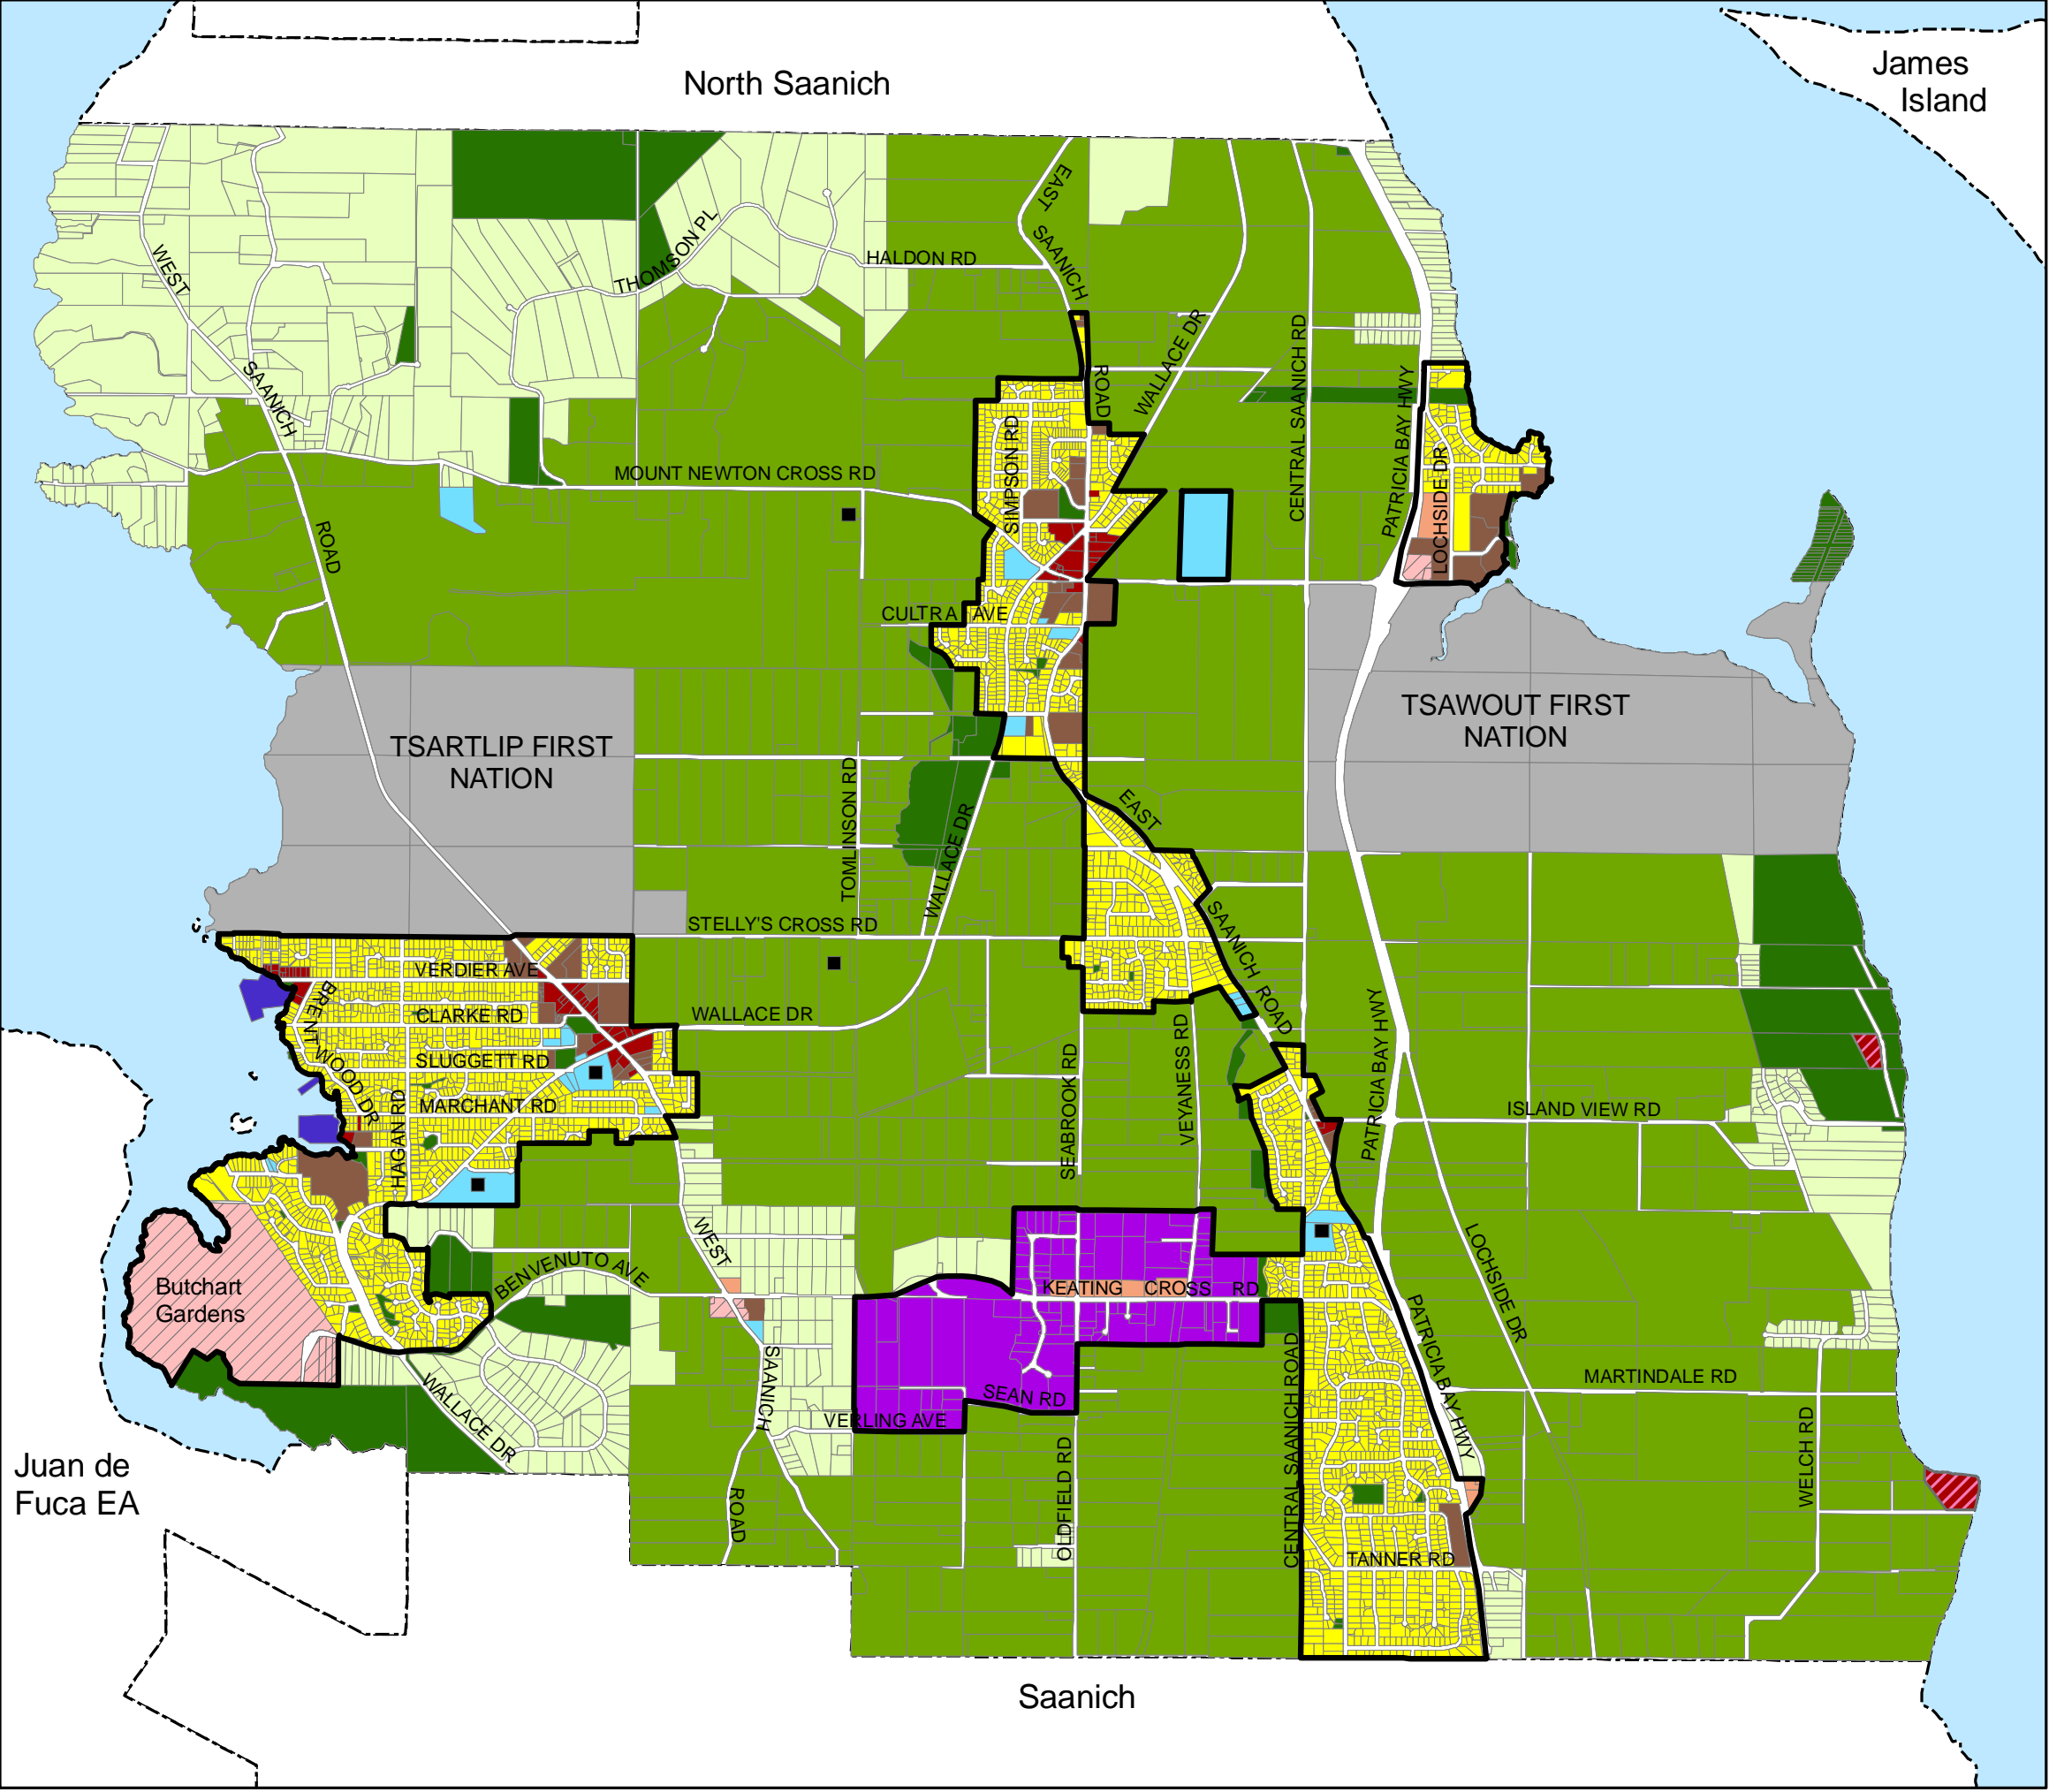 North Saanich
James
Island
EAST
THOMSON PL
WEST
SAANICH
HALDON RD
SAANICH
WALLACE DR
CENTRAL SAANICH RD
ROAD
PATRICIA BAY HWY
SIMPSON RD
LOCHSIDE DR
MOUNT NEWTON CROSS RD
ROAD
CULTRA AVE
TSARTLIP FIRST
NATION
TSAWOUT FIRST
NATION
TOMLINSON RD
WALLACE DR
EAST
SAANICH
ROAD
STELLY'S CROSS RD
VERDIER AVE
BRENTWOOD DR
CLARKE RD
WALLACE DR
SLUGGETT RD
HAGAN RD
MARCHANT RD
SEABROOK RD
VEYANESS RD
PATRICIA BAY HWY
ISLAND VIEW RD
WEST
BENVENUTO AVE
Butchart
Gardens
KEATING CROSS RD
LOCHSIDE DR
PATRICIA BAY HWY
SAANICH
SEAN RD
VERLING AVE
WALLACE DR
CENTRAL SAANICH ROAD
MARTINDALE RD
WELCH RD
Juan de
Fuca EA
ROAD
OLDFIELD RD
TANNER RD
Saanich